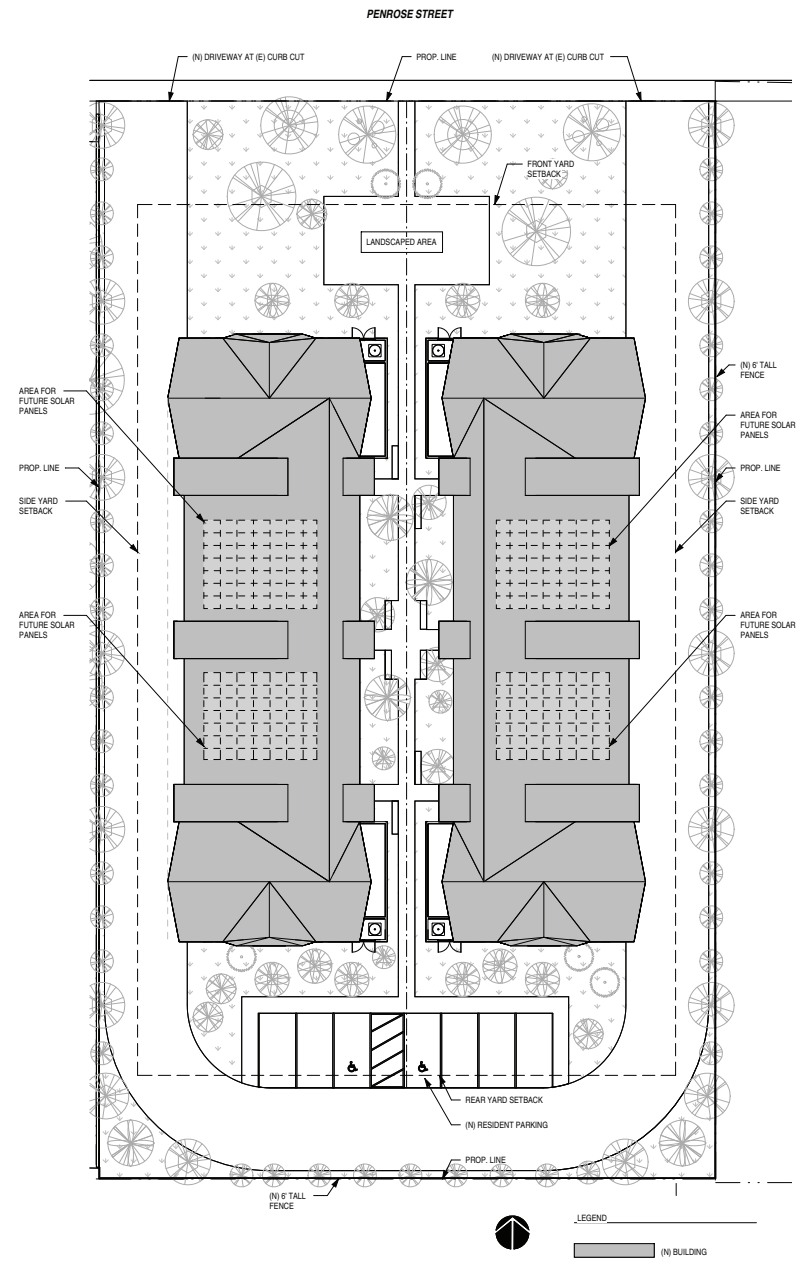 PENROSE STREET
(N) DRIVEWAY AT (E) CURB CUT
PROP. LINE
(N) DRIVEWAY AT (E) CURB CUT
FRONT YARD
SETBACK
LANDSCAPED AREA
(N) 6' TALL
FENCE
AREA FOR
FUTURE SOLAR
PANELS
AREA FOR
FUTURE SOLAR
PANELS
PROP. LINE
PROP. LINE
SIDE YARD
SETBACK
SIDE YARD
SETBACK
AREA FOR
FUTURE SOLAR
PANELS
AREA FOR
FUTURE SOLAR
PANELS
REAR YARD SETBACK
(N) RESIDENT PARKING
PROP. LINE
(N) 6' TALL
FENCE
LEGEND
(N) BUILDING